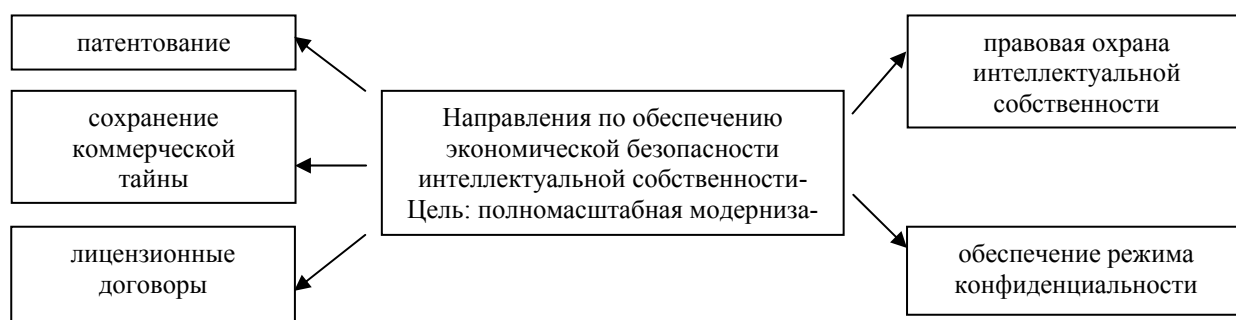 патентование
сохранение
коммерческой
тайны
лицензионные
договоры
Направления по обеспечению
экономической безопасности
интеллектуальной собственности-
Цель: полномасштабная модерниза-
правовая охрана
интеллектуальной
собственности
обеспечение режима
конфиденциальности